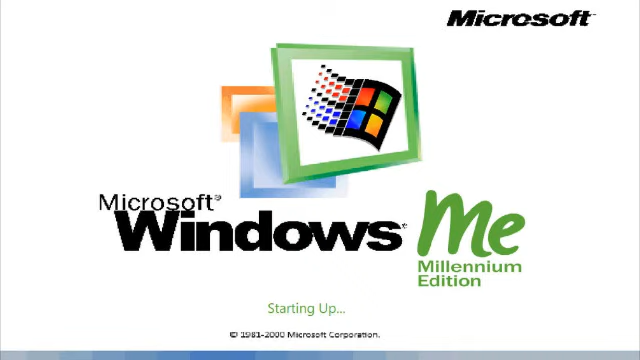 Microsoft
Microsoft®
Windows® Me
Millennium
Edition
Starting Up...
© 1981-2000 Microsoft Corporation.